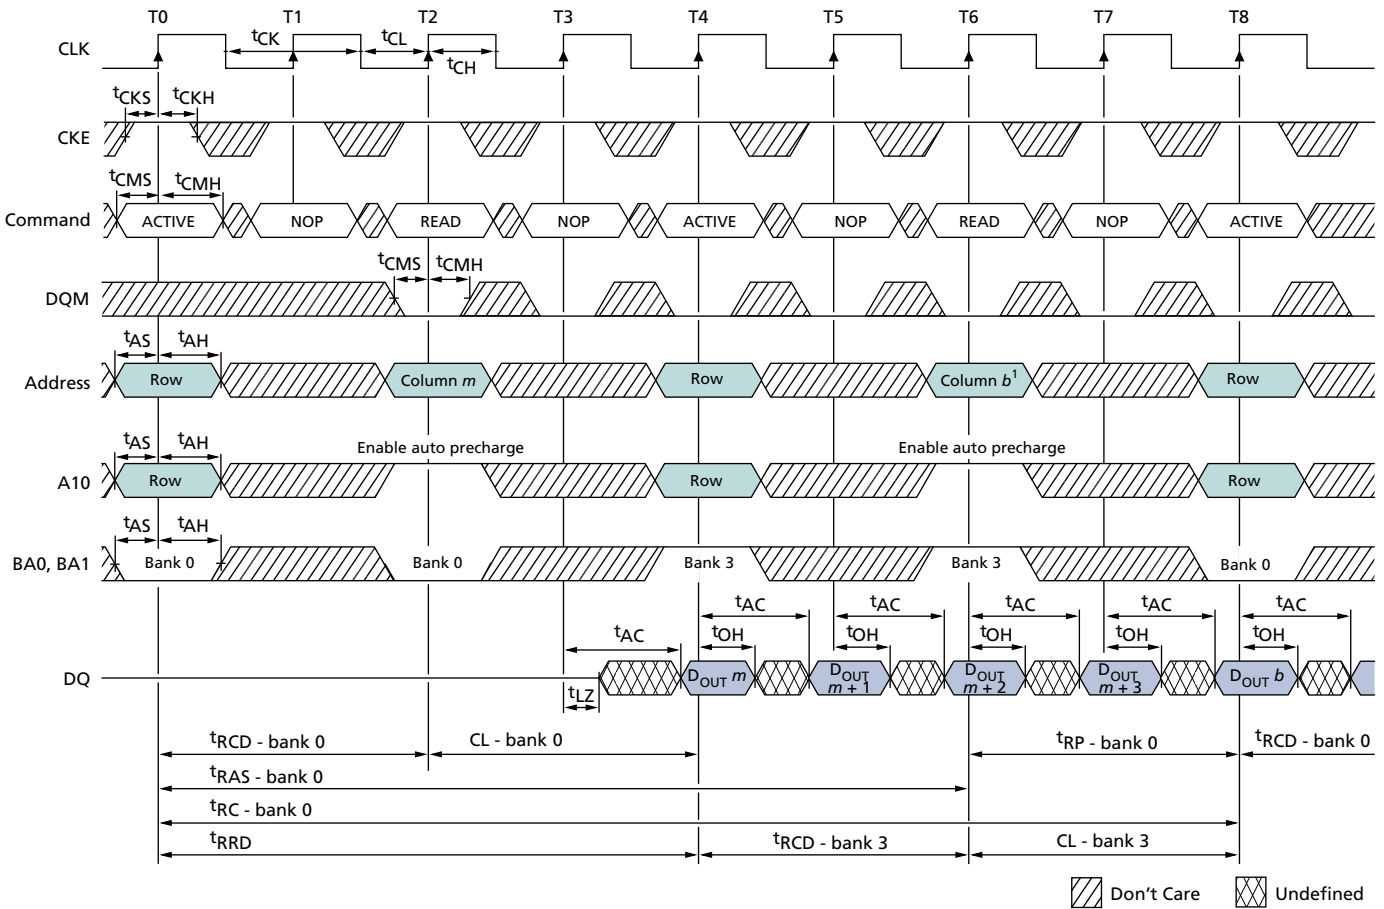 T0 T1 T2 T3 T4 T5 T6 T7 T8
CLK
tCK tCL
tCH
tCKS tCKH
CKE
tCMS tCMH
Command ACTIVE NOP READ NOP ACTIVE NOP READ NOP ACTIVE
tCMS tCMH
DQM
tAS tAH
Address Row Column m Row Column b1 Row
tAS tAH Enable auto precharge Enable auto precharge
A10 Row Row Row
tAS tAH
BA0, BA1 Bank 0 Bank 0 Bank 3 Bank 3 Bank 0
tAC tAC tAC tAC tAC
tAC tOH tOH tOH tOH tOH
DQ DOUT m DOUT m + 1 DOUT m + 2 DOUT m + 3 DOUT b
tLZ
tRCD - bank 0 CL - bank 0 tRP - bank 0 tRCD - bank 0
tRAS - bank 0
tRC - bank 0
tRRD tRCD - bank 3 CL - bank 3
Don't Care Undefined